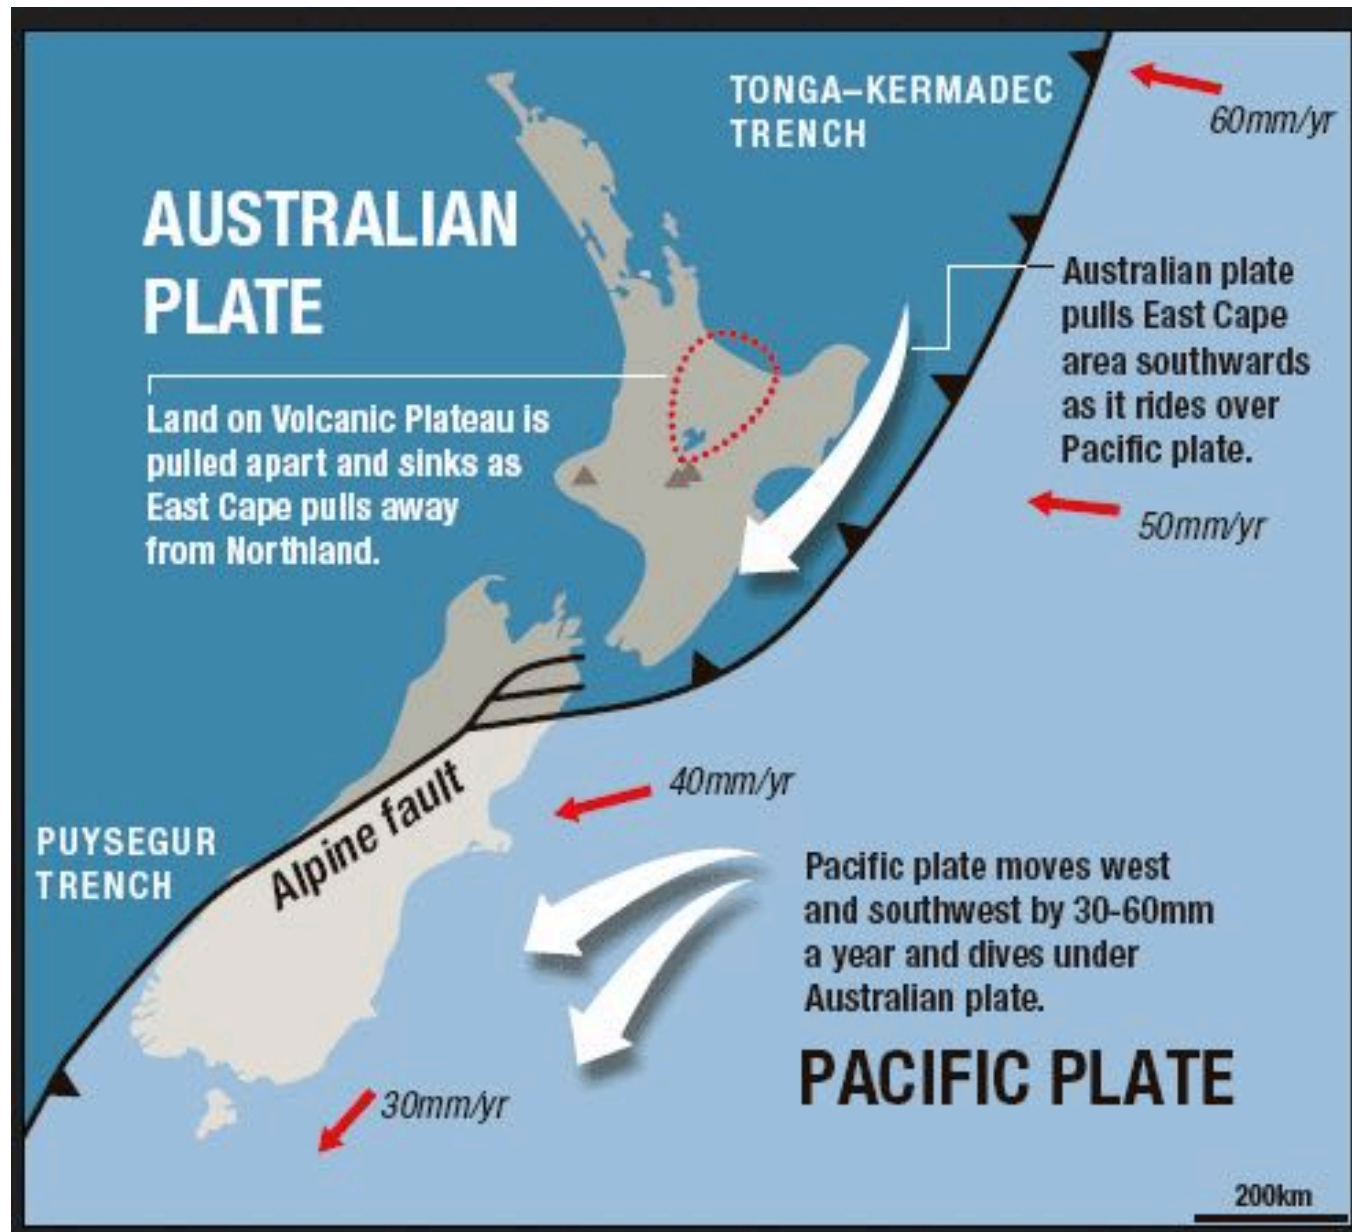 TONGA–KERMADEC
TRENCH
60mm/yr
AUSTRALIAN
PLATE
Australian plate
pulls East Cape
area southwards
as it rides over
Pacific plate.
Land on Volcanic Plateau is
pulled apart and sinks as
East Cape pulls away
from Northland.
50mm/yr
40mm/yr
Alpine fault
PUYSEGUR
TRENCH
Pacific plate moves west
and southwest by 30-60mm
a year and dives under
Australian plate.
PACIFIC PLATE
30mm/yr
200km